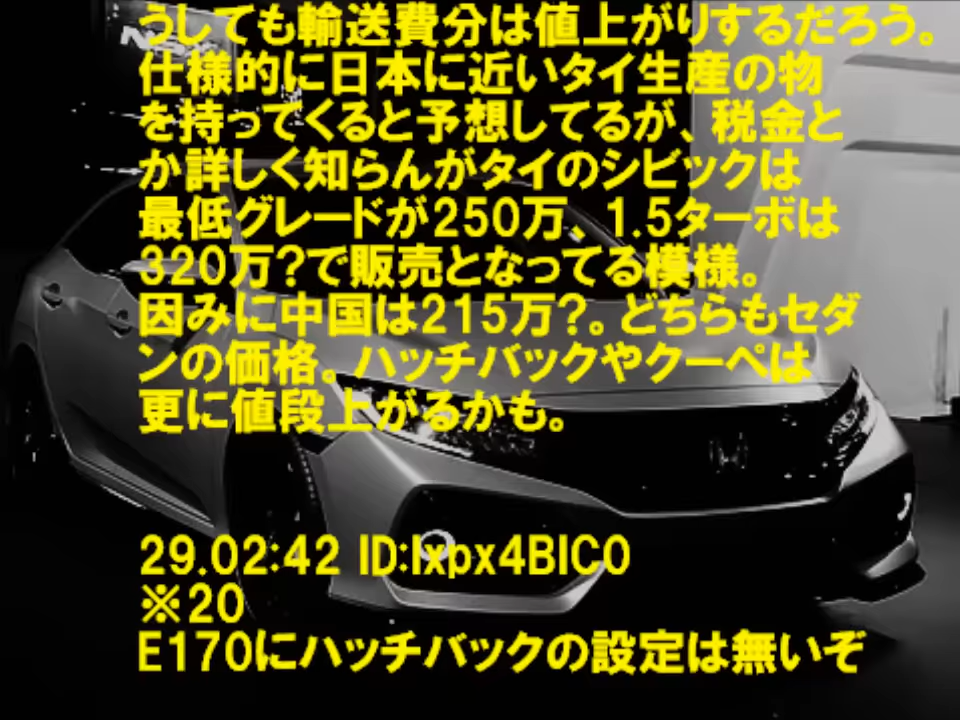 うしても輸送費分は値上がりするだろう。
仕様的に日本に近いタイ生産の物
を持ってくると予想してるが、税金と
か詳しく知らんがタイのシビックは
最低グレードが250万、1.5ターボは
320万?で販売となってる模様。
因みに中国は215万?。どちらもセダ
ンの価格。ハッチバックやクーペは
更に値段上がるかも。
29.02:42 ID:Ixpx4BIC0
※20
E170にハッチバックの設定は無いぞ